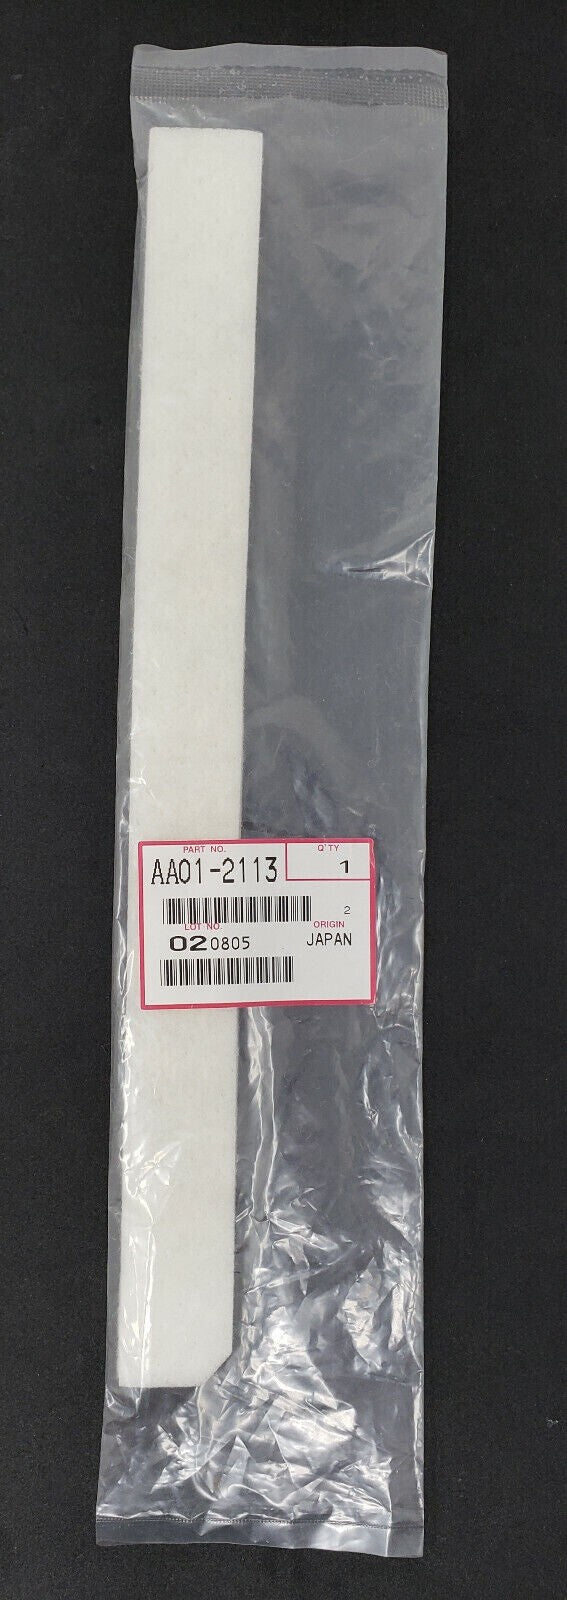 PART NO. Q'TY
AA01-2113 1
2
LOT NO. ORIGIN
020805 JAPAN